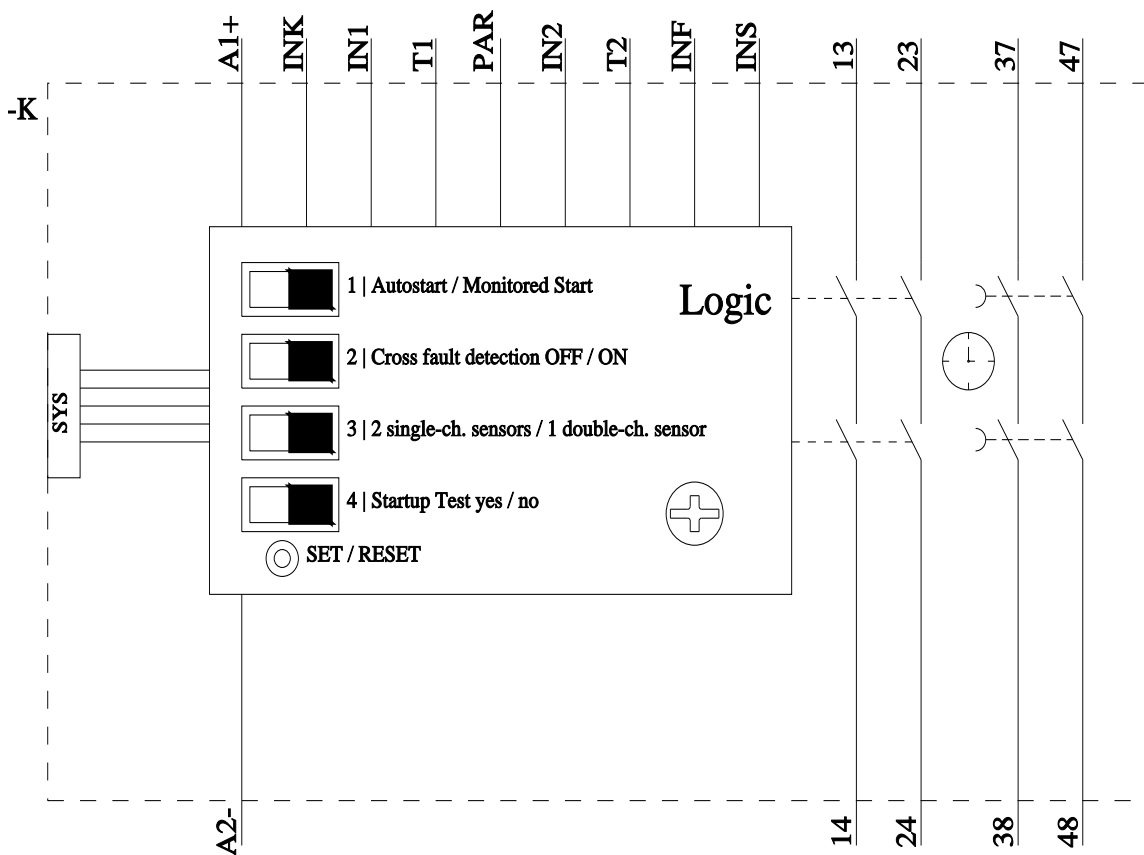 A1+
INK
IN1
T1
PAR
IN2
T2
INF
INS
13
23
37
47
-K
1 | Autostart / Monitored Start
Logic
2 | Cross fault detection OFF / ON
SYS
3 | 2 single-ch. sensors / 1 double-ch. sensor
4 | Startup Test yes / no
SET / RESET
A2-
14
24
38
48